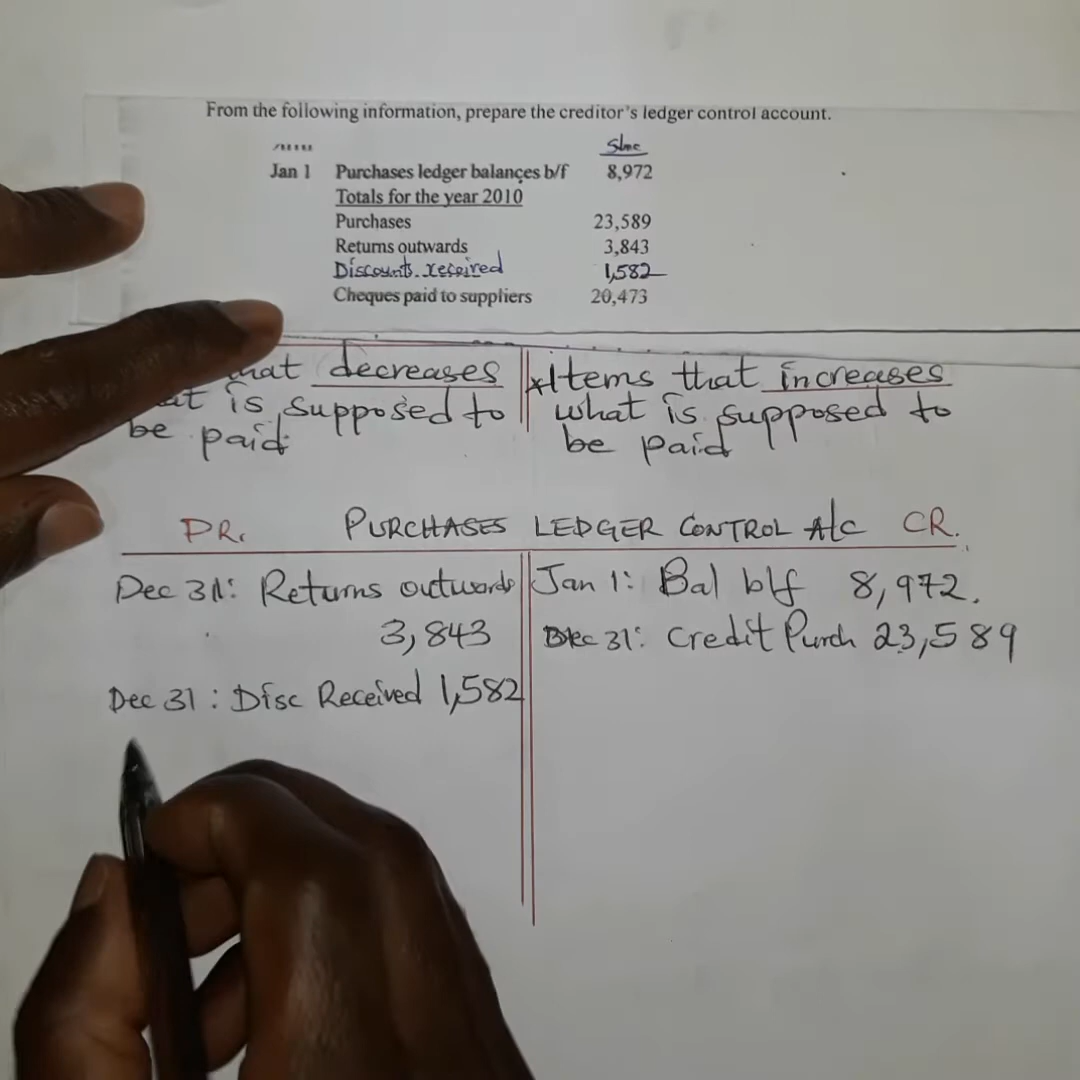 From the following information, prepare the creditor's ledger control account.
Shs
Jan 1 Purchases ledger balances b/f 8,972
Totals for the year 2010
Purchases 23,589
Returns outwards 3,843
Discounts received 1,582
Cheques paid to suppliers 20,473
decreases *Items that increases
is supposed to what is supposed to
be paid be paid
DR. PURCHASES LEDGER CONTROL A/c CR.
Dec 31: Returns outwards Jan 1: Bal b/f 8,972.
3,843 Dec 31: Credit Purch 23,589
Dec 31: Disc Received 1,582